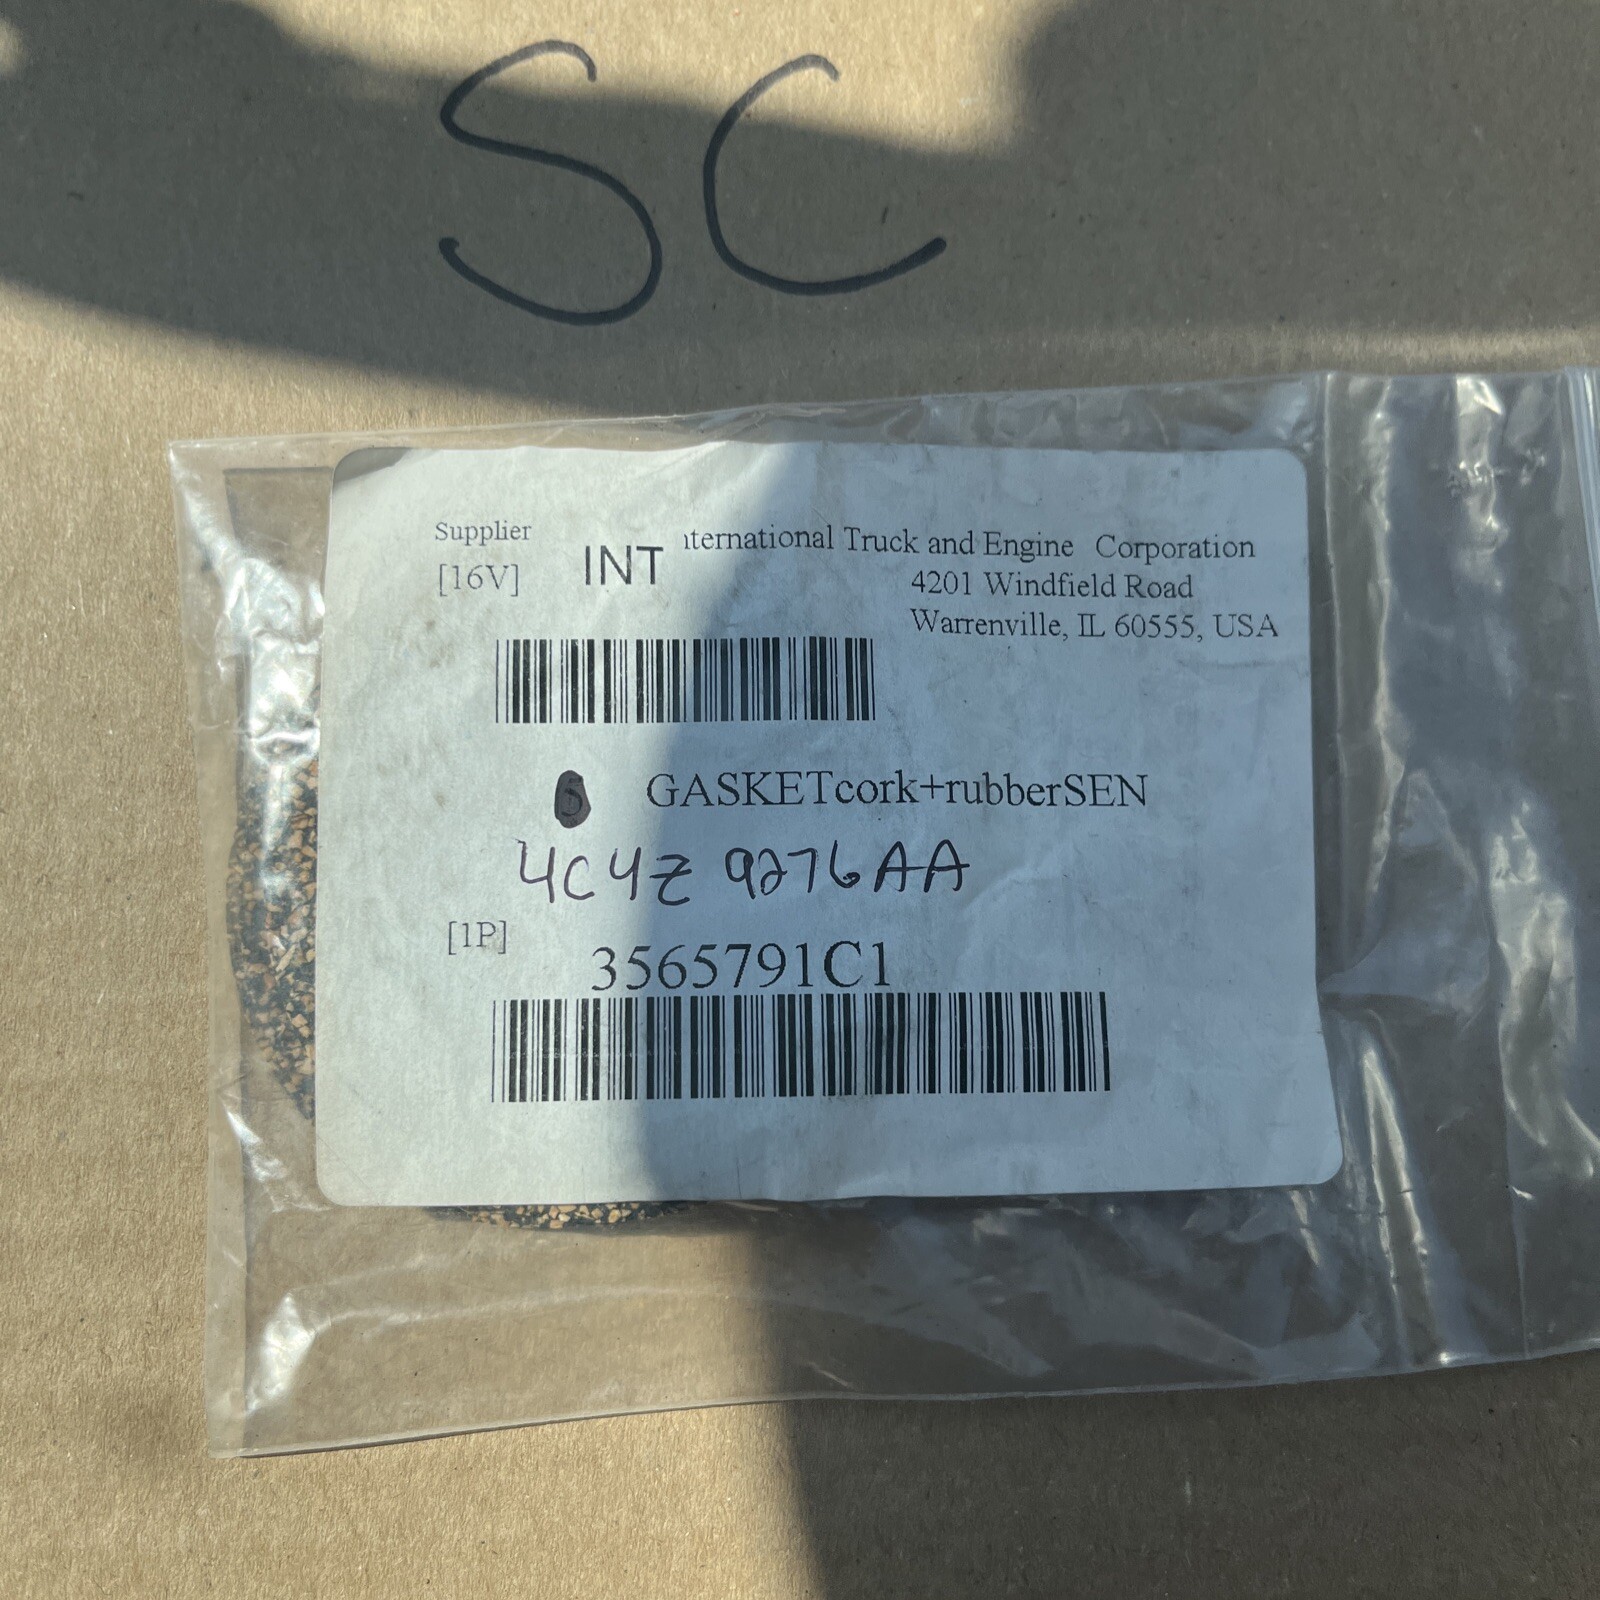 SC
Supplier
[16V]
INT
nternational Truck and Engine Corporation
4201 Windfield Road
Warrenville, IL 60555, USA
5 GASKETcork+rubberSEN
4C4Z 9276AA
[1P]
3565791C1